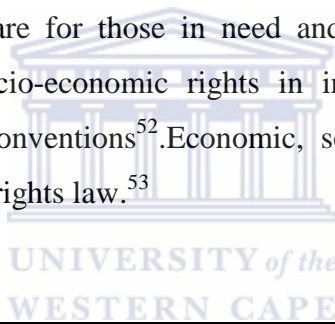 are for those in need and
cio-economic rights in in
onventions⁵².Economic, s
rights law.⁵³
UNIVERSITY of the
WESTERN CAPE